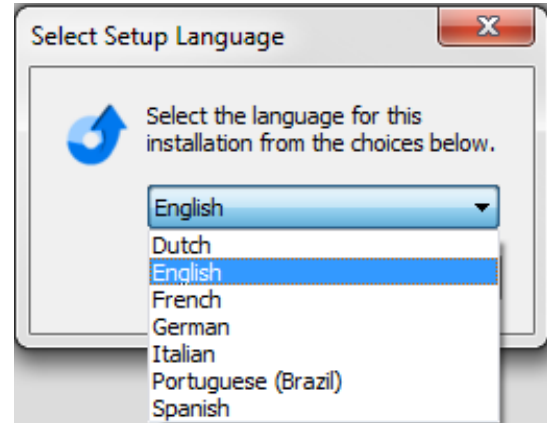 Select Setup Language
Select the language for this
installation from the choices below.
English
Dutch
English
French
German
Italian
Portuguese (Brazil)
Spanish